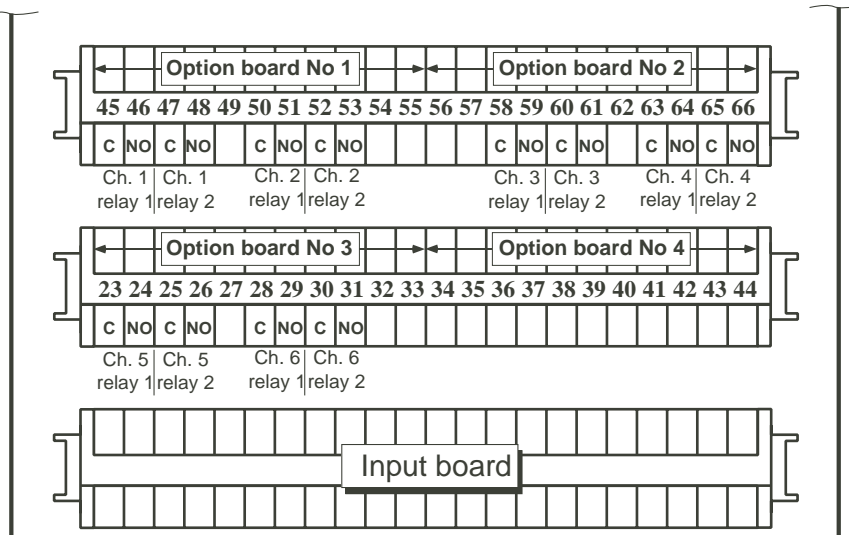 Option board No 1 Option board No 2
45 46 47 48 49 50 51 52 53 54 55 56 57 58 59 60 61 62 63 64 65 66
C NO C NO C NO C NO C NO C NO C NO C NO
Ch. 1 Ch. 1 Ch. 2 Ch. 2 Ch. 3 Ch. 3 Ch. 4 Ch. 4
relay 1 relay 2 relay 1 relay 2 relay 1 relay 2 relay 1 relay 2
Option board No 3 Option board No 4
23 24 25 26 27 28 29 30 31 32 33 34 35 36 37 38 39 40 41 42 43 44
C NO C NO C NO C NO
Ch. 5 Ch. 5 Ch. 6 Ch. 6
relay 1 relay 2 relay 1 relay 2
Input board